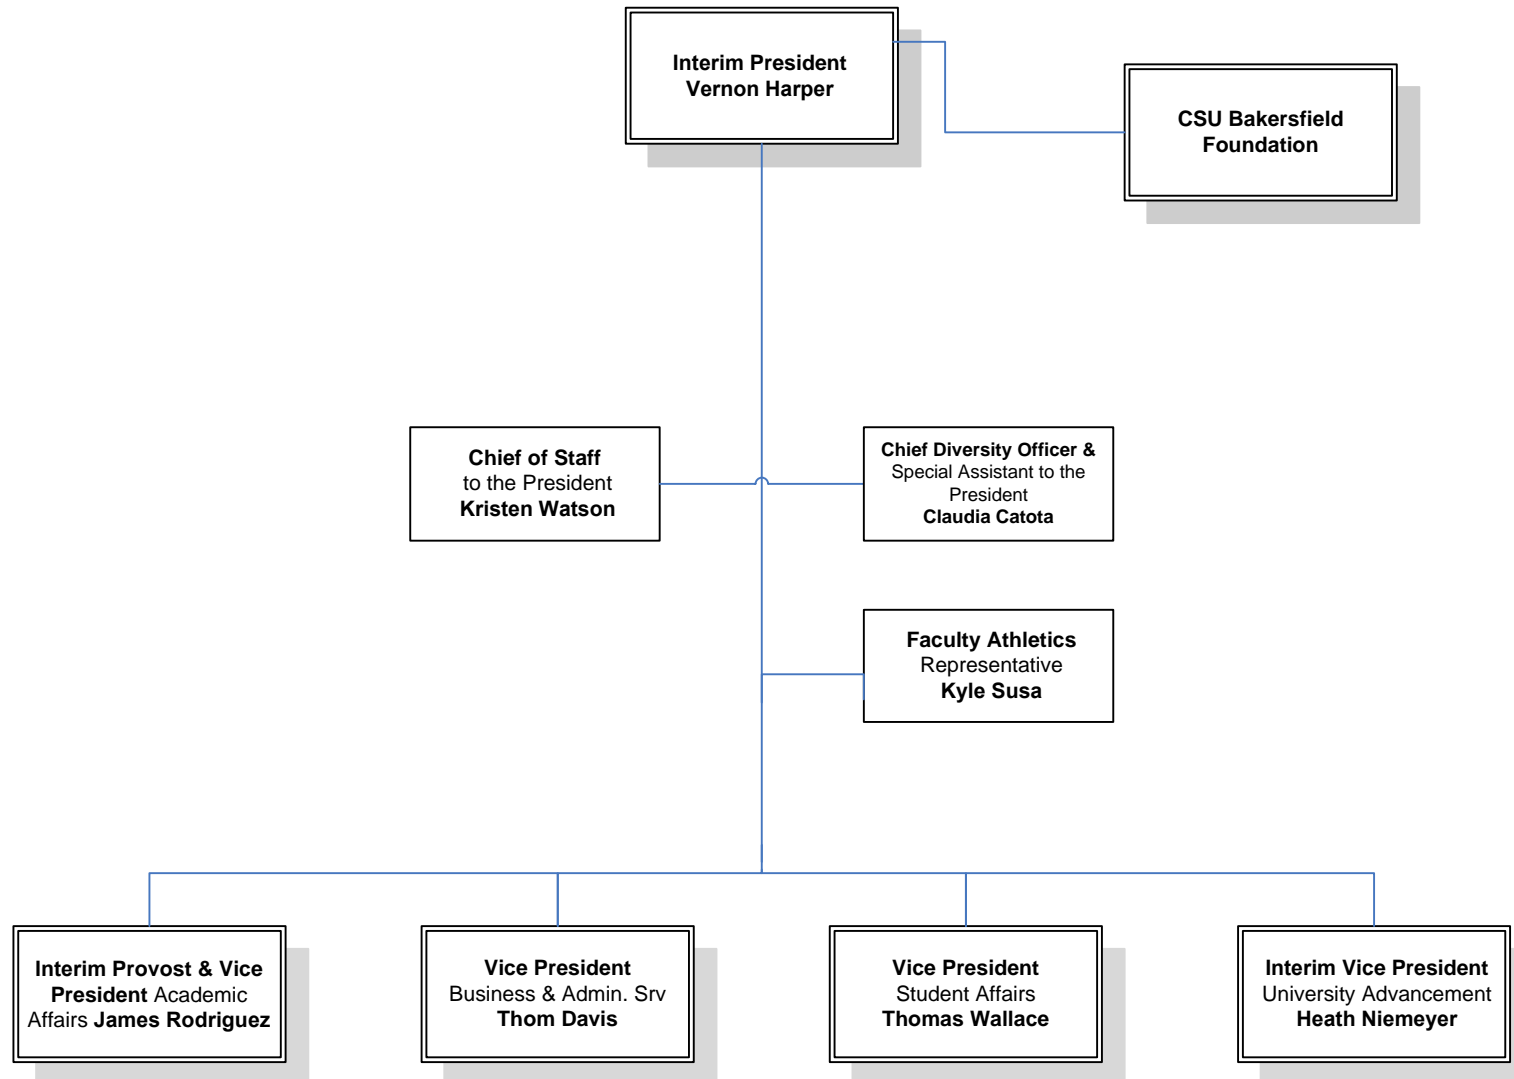 Interim President
Vernon Harper
CSU Bakersfield
Foundation
Chief of Staff
to the President
Kristen Watson
Chief Diversity Officer &
Special Assistant to the
President
Claudia Catota
Faculty Athletics
Representative
Kyle Susa
Interim Provost & Vice
President Academic
Affairs James Rodriguez
Vice President
Business & Admin. Srv
Thom Davis
Vice President
Student Affairs
Thomas Wallace
Interim Vice President
University Advancement
Heath Niemeyer